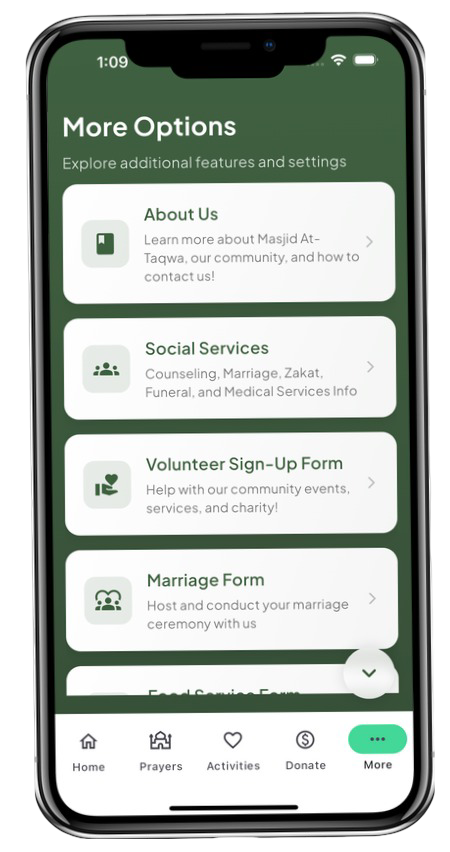 1:09
More Options
Explore additional features and settings
About Us
Learn more about Masjid At-
Taqwa, our community, and how to
contact us!
Social Services
Counseling, Marriage, Zakat,
Funeral, and Medical Services Info
Volunteer Sign-Up Form
Help with our community events,
services, and charity!
Marriage Form
Host and conduct your marriage
ceremony with us
Food Service Form
Home Prayers Activities Donate More